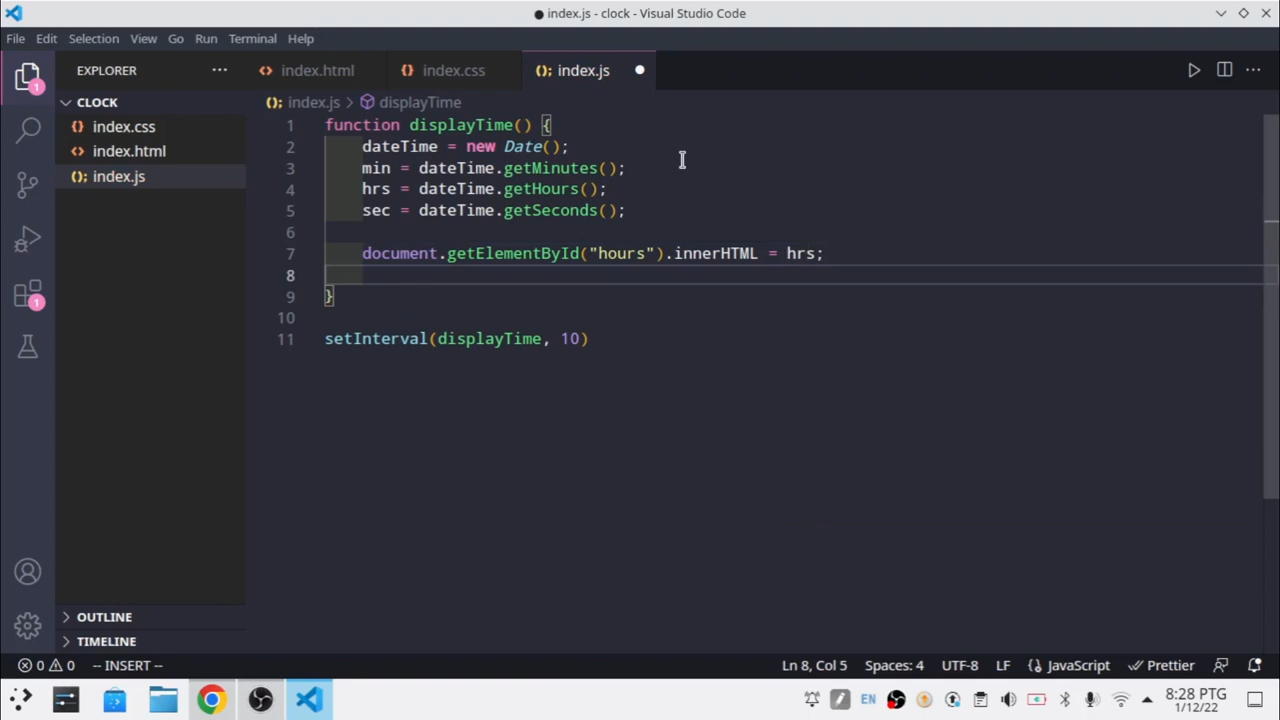 index.js - clock - Visual Studio Code
File Edit Selection View Go Run Terminal Help
EXPLORER
index.html
index.css
index.js
CLOCK
index.js > displayTime
index.css
index.html
index.js
1 function displayTime() {
2 dateTime = new Date();
3 min = dateTime.getMinutes();
4 hrs = dateTime.getHours();
5 sec = dateTime.getSeconds();
6
7 document.getElementById("hours").innerHTML = hrs;
8
9 }
10
11 setInterval(displayTime, 10)
1
1
OUTLINE
TIMELINE
0 0 -- INSERT -- Ln 8, Col 5 Spaces: 4 UTF-8 LF JavaScript Prettier
EN
8:28 PTG
1/12/22